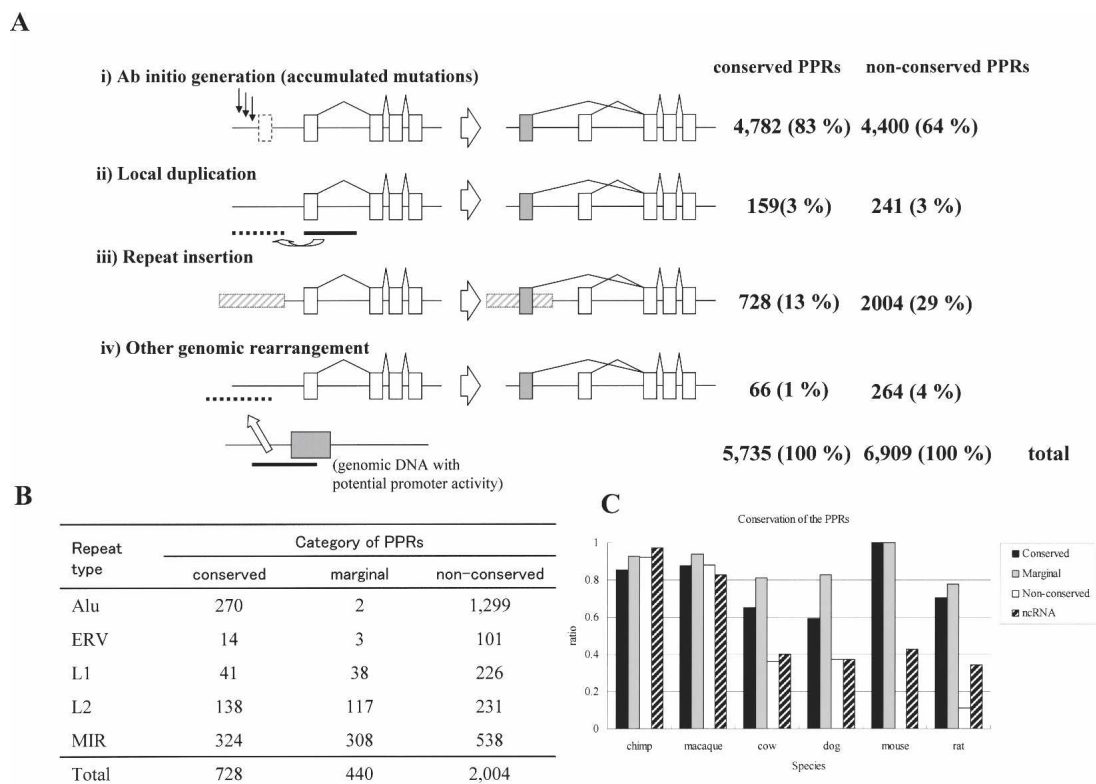 A
conserved PPRs non-conserved PPRs
i) Ab initio generation (accumulated mutations)
4,782 (83 %) 4,400 (64 %)
ii) Local duplication
159(3 %) 241 (3 %)
iii) Repeat insertion
728 (13 %) 2004 (29 %)
iv) Other genomic rearrangement
66 (1 %) 264 (4 %)
(genomic DNA with
potential promoter activity)
5,735 (100 %) 6,909 (100 %) total
B
Repeat type Category of PPRs
conserved marginal non-conserved
Alu 270 2 1,299
ERV 14 3 101
L1 41 38 226
L2 138 117 231
MIR 324 308 538
Total 728 440 2,004
C
Conservation of the PPRs
1
0.8
0.6
0.4
0.2
0
ratio
chimp macaque cow dog mouse rat
Species
Conserved
Marginal
Non-conserved
ncRNA